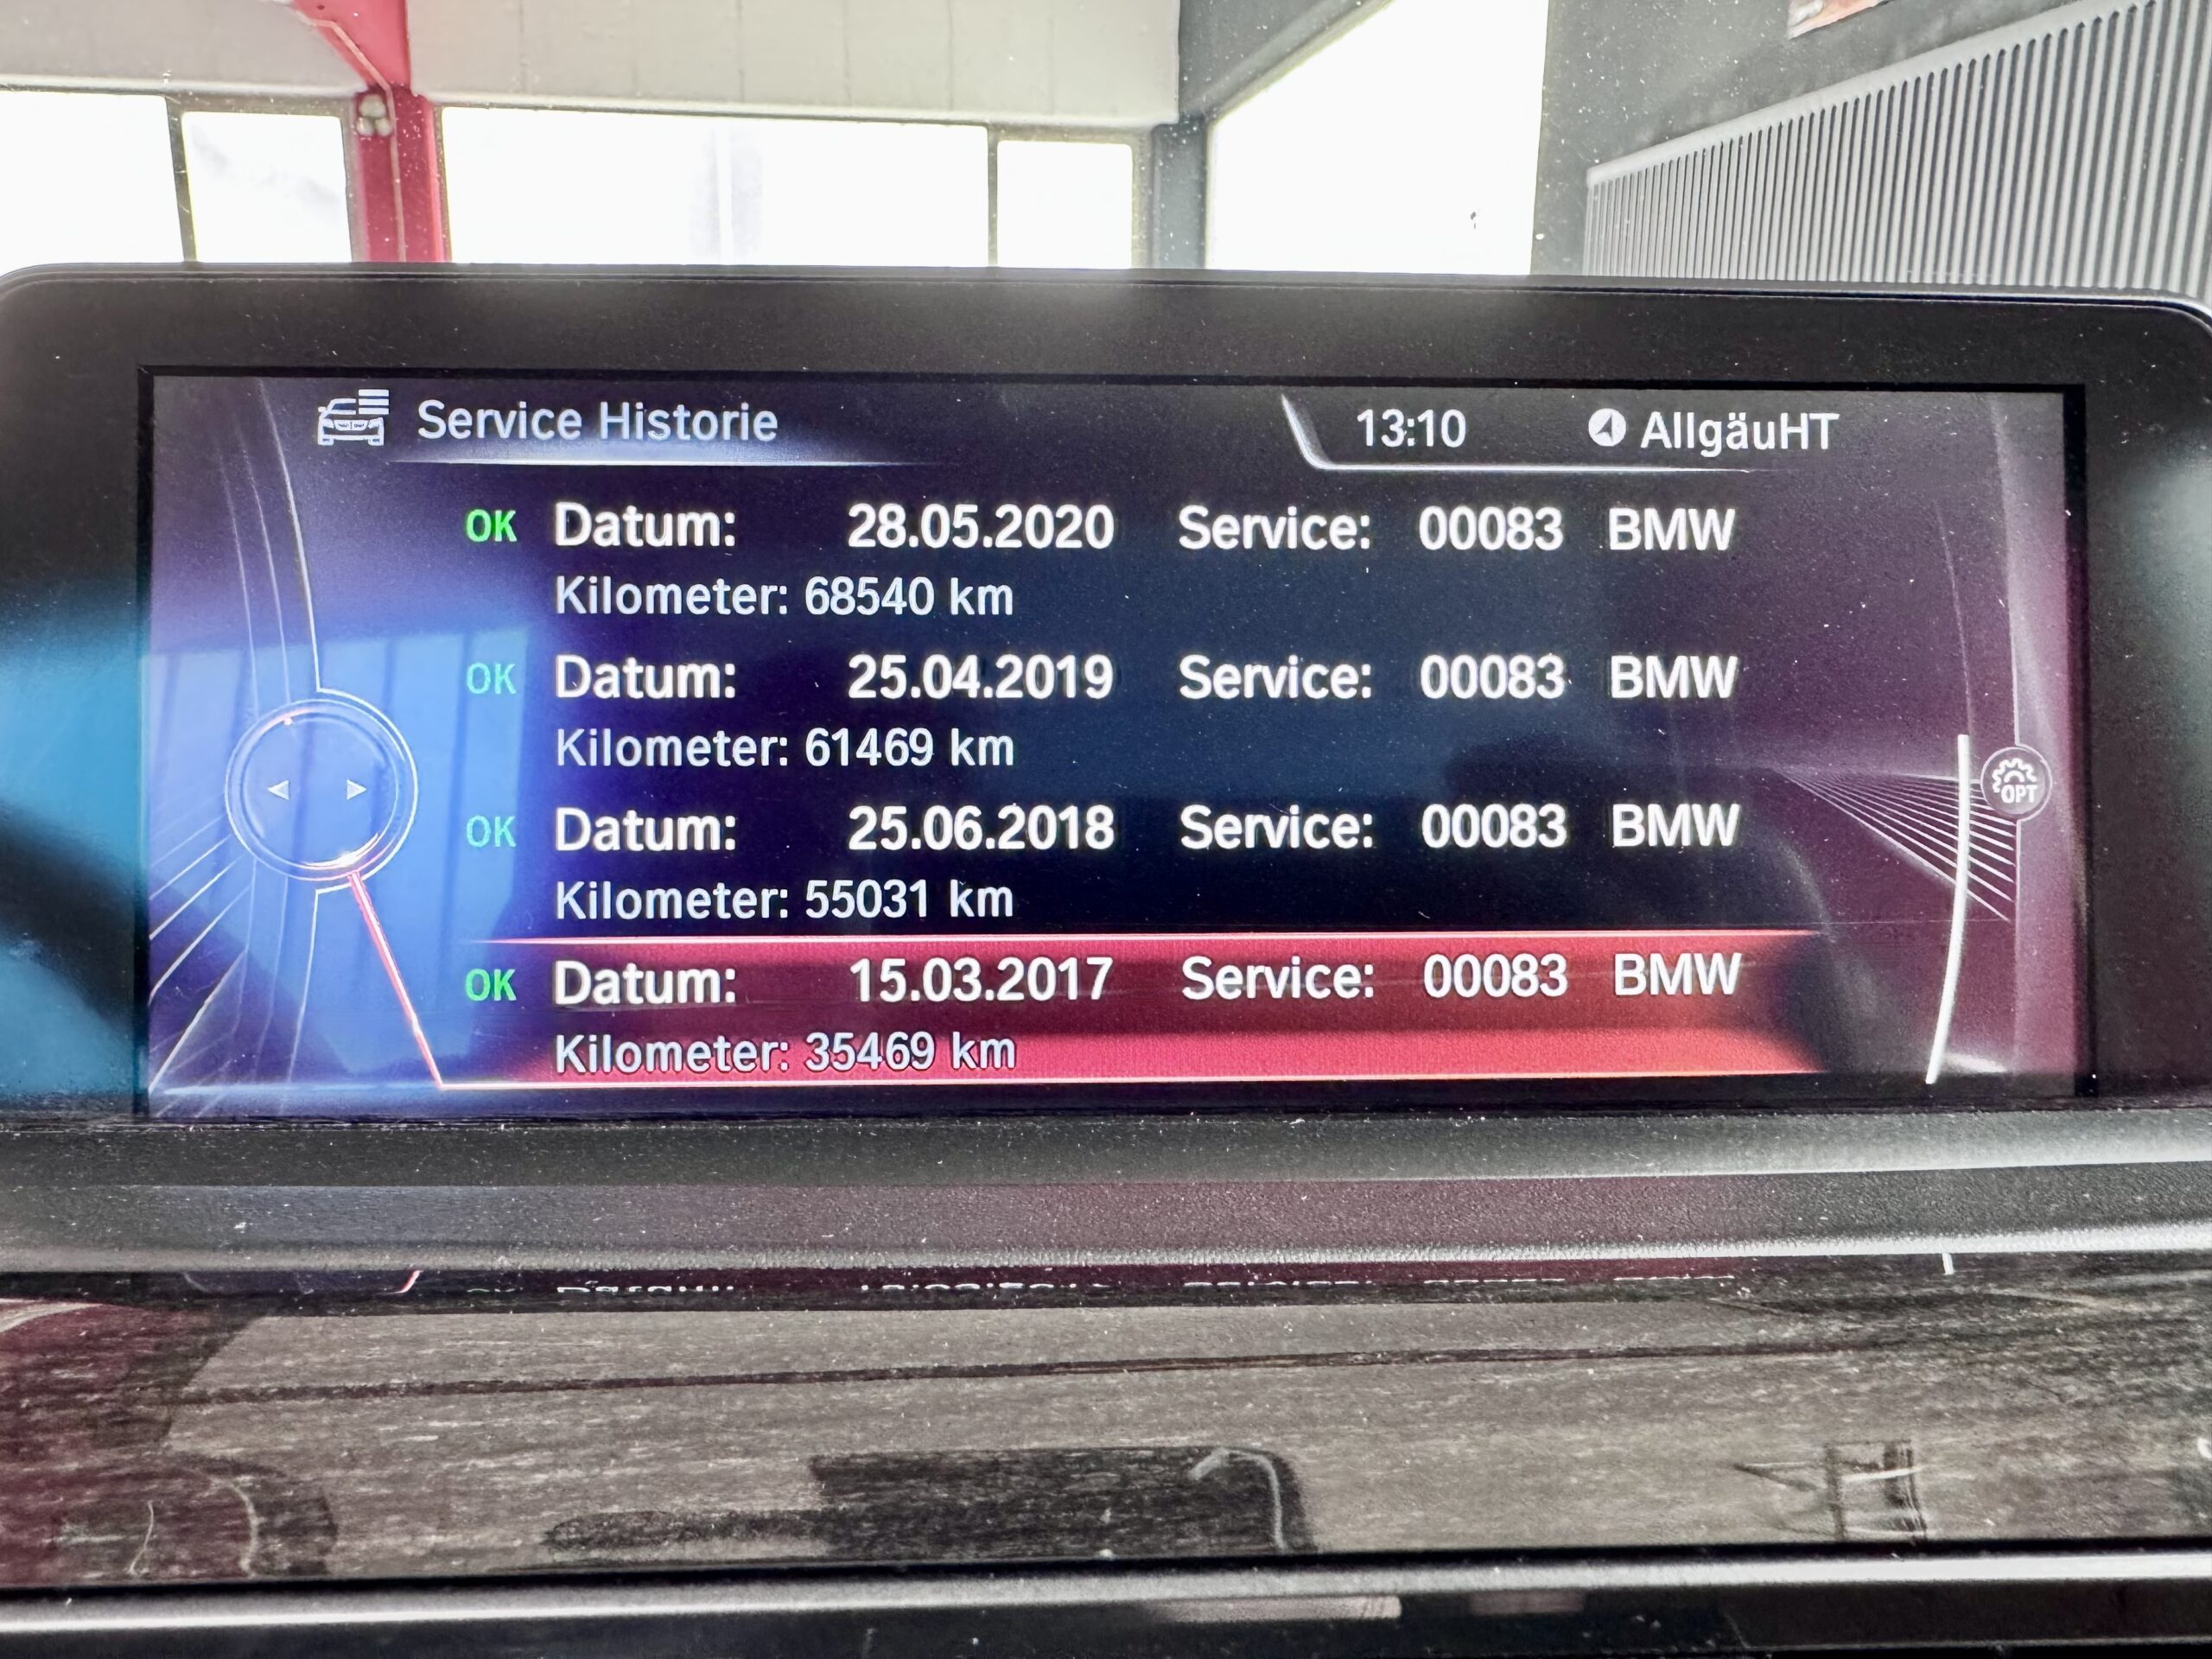 Service Historie
13:10 AllgäuHT
OK Datum: 28.05.2020 Service: 00083 BMW
Kilometer: 68540 km
OK Datum: 25.04.2019 Service: 00083 BMW
Kilometer: 61469 km
OK Datum: 25.06.2018 Service: 00083 BMW
Kilometer: 55031 km
OK Datum: 15.03.2017 Service: 00083 BMW
Kilometer: 35469 km
OPT